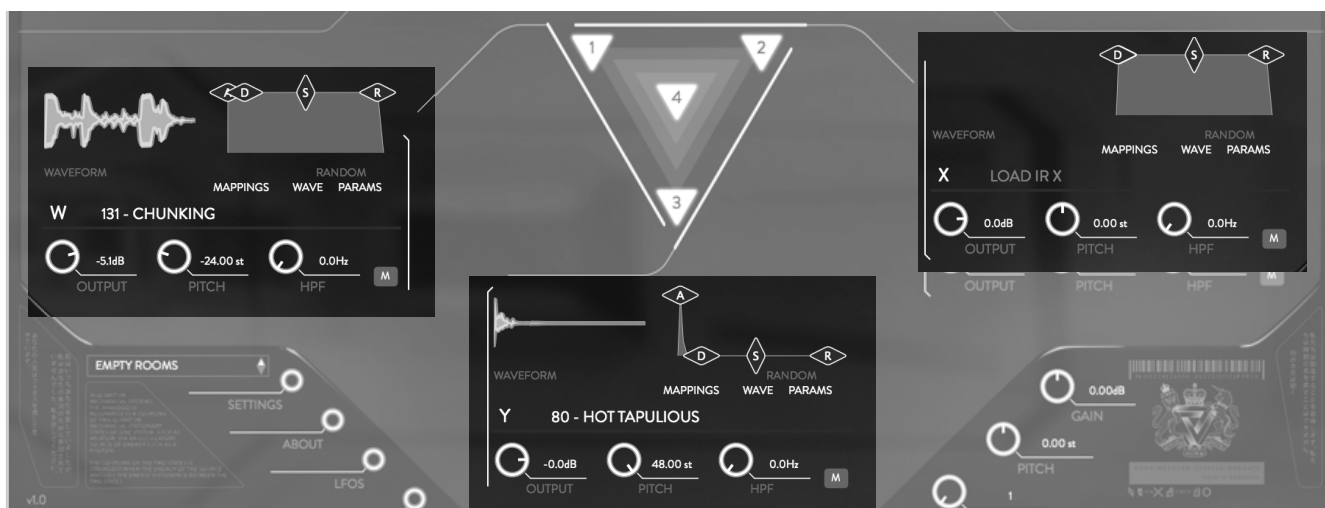 1
2
4
3
A D S R
WAVEFORM
RANDOM
MAPPINGS WAVE PARAMS
W 131 - CHUNKING
-5.1dB -24.00 st 0.0Hz
OUTPUT PITCH HPF
M
D S R
WAVEFORM
RANDOM
MAPPINGS WAVE PARAMS
X LOAD IR X
0.0dB 0.00 st 0.0Hz
OUTPUT PITCH HPF
M
OUTPUT PITCH HPF
M
A
D S R
WAVEFORM
RANDOM
MAPPINGS WAVE PARAMS
Y 80 - HOT TAPULIOUS
-0.0dB 48.00 st 0.0Hz
OUTPUT PITCH HPF
M
EMPTY ROOMS
SETTINGS
ABOUT
LFOS
v1.0
0.00dB
GAIN
0.00 st
PITCH
1